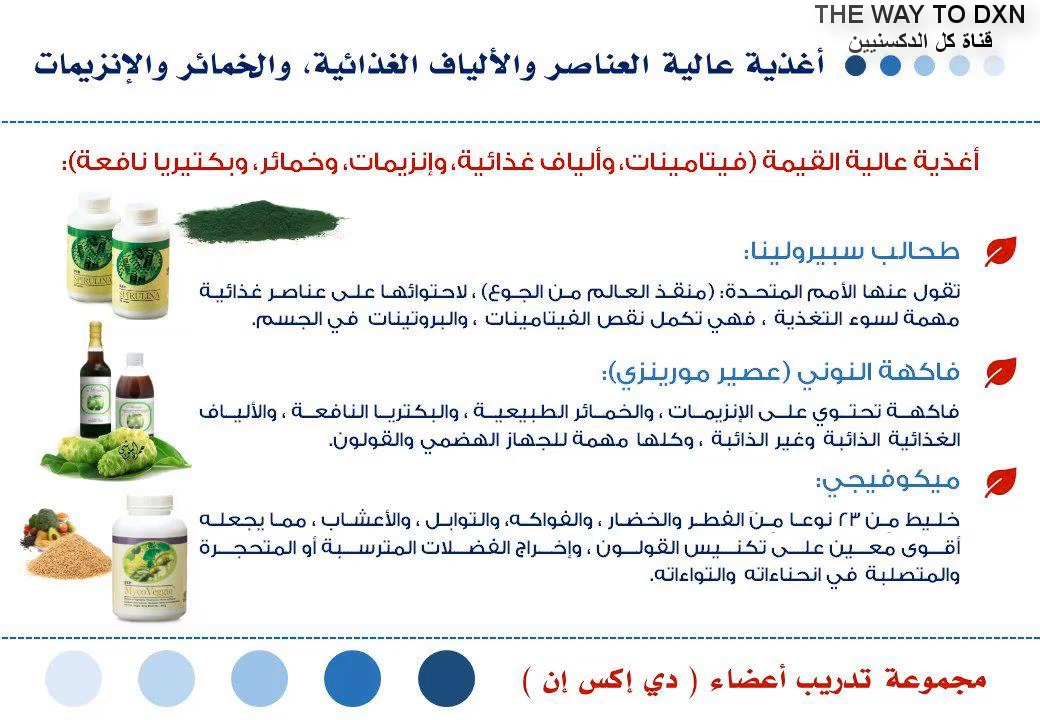 THE WAY TO DXN
قناة كل الدكسنيين
أغذية عالية العناصر والألياف الغذائية، والخمائر والإنزيمات
أغذية عالية القيمة (فيتامينات، وألياف غذائية، وإنزيمات، وخمائر، وبكتيريا نافعة):
طحالب سبيرولينا:
تقول عنها الأمم المتحدة: (منقذ العالم من الجوع) ، لاحتوائها على عناصر غذائية
مهمة لسوء التغذية ، فهي تكمل نقص الفيتامينات ، والبروتينات في الجسم.
SPIRULINA
SPIRULINA
فاكهة النوني (عصير مورينزي):
فاكهة تحتوي على الإنزيمات ، والخمائر الطبيعية ، والبكتريا النافعة ، والألياف
الغذائية الذائبة وغير الذائبة ، وكلها مهمة للجهاز الهضمي والقولون.
ميكوفيجي:
خليط من ٢٣ نوعا مِنَ الفطر والخضار ، والفواكه، والتوابل ، والأعشاب ، مما يجعله
أقوى معين على تكنيس القولون ، وإخراج الفضلات المترسبة أو المتحجرة
والمتصلبة في انحناءاته والتواءاته.
MycoVeggie
مجموعة تدريب أعضاء ( دي إكس إن )